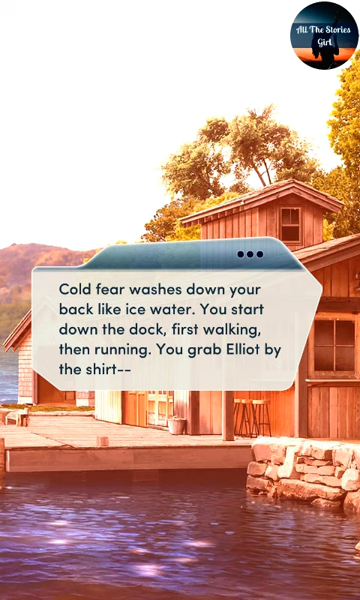 All The Stories
Girl
Cold fear washes down your
back like ice water. You start
down the dock, first walking,
then running. You grab Elliot by
the shirt--